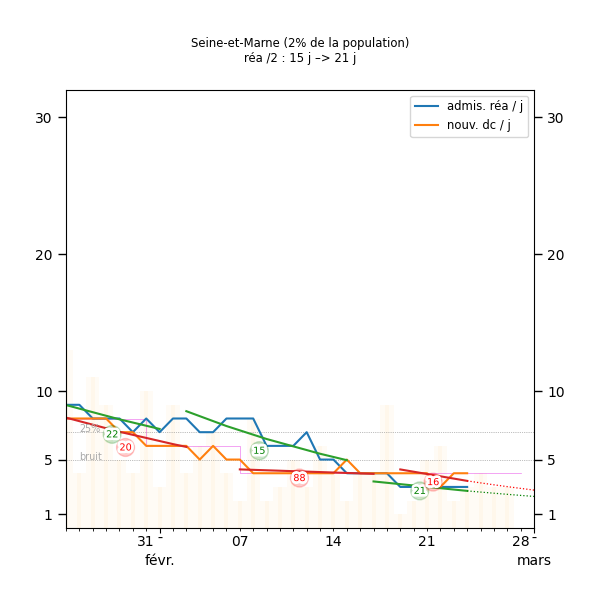 Seine-et-Marne (2% de la population)
réa /2 : 15 j –> 21 j
admis. réa / j
nouv. dc / j
30 30
20 20
10 10
25%
22
20
15
bruit
5 5
88
16
21
1 1
31 - 07 14 21 28 -
févr. mars